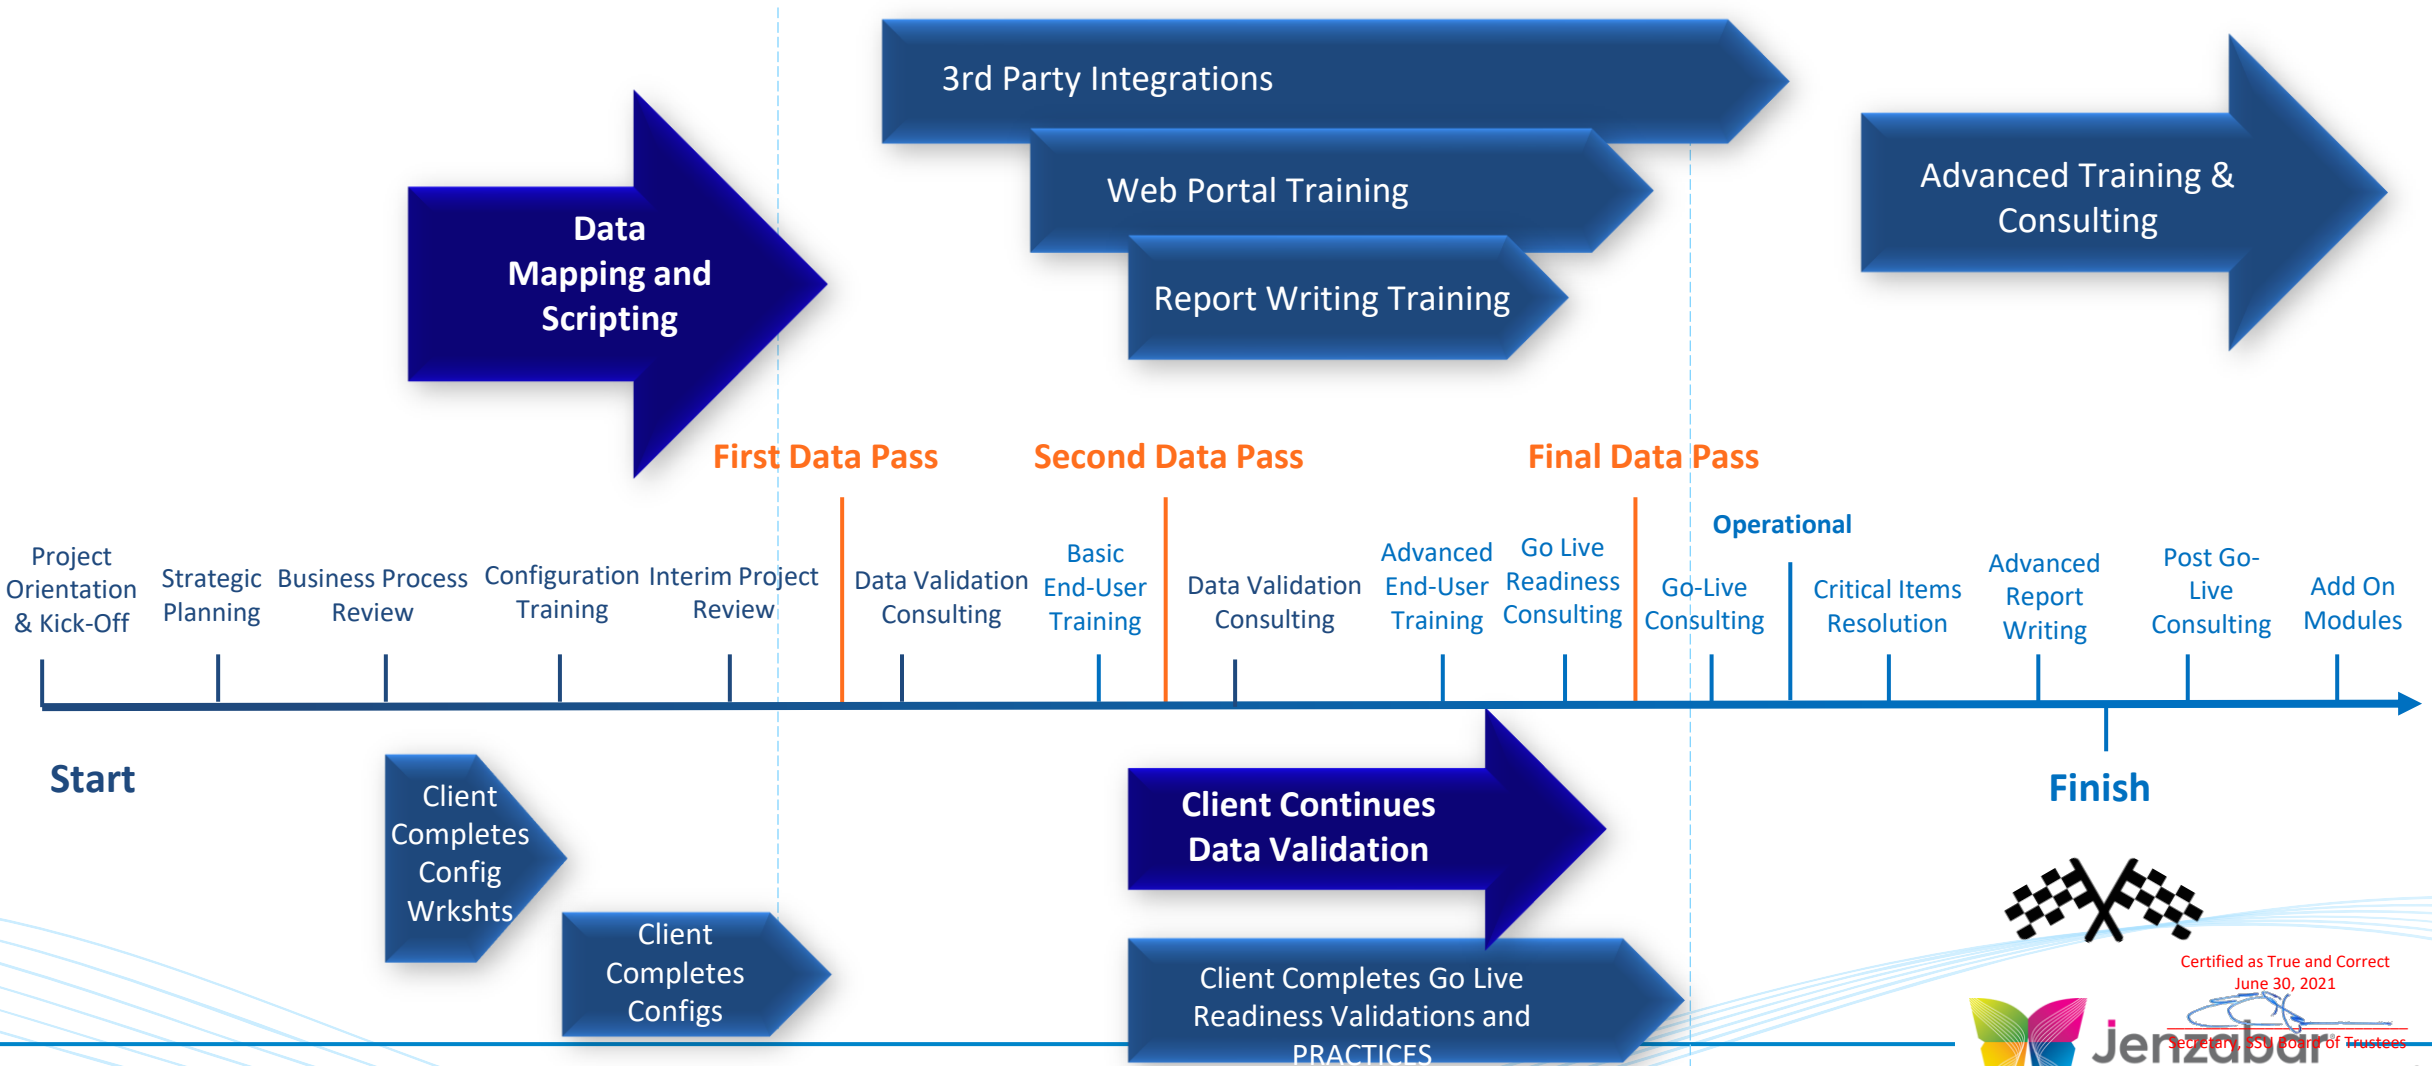 3rd Party Integrations
Web Portal Training
Report Writing Training
Advanced Training &
Consulting
Data
Mapping and
Scripting
First Data Pass
Second Data Pass
Final Data Pass
Operational
Project
Orientation
& Kick-Off
Strategic
Planning
Business Process
Review
Configuration
Training
Interim Project
Review
Data Validation
Consulting
Basic
End-User
Training
Data Validation
Consulting
Advanced
End-User
Training
Go Live
Readiness
Consulting
Go-Live
Consulting
Critical Items
Resolution
Advanced
Report
Writing
Post Go-
Live
Consulting
Add On
Modules
Start
Finish
Client
Completes
Config
Wrkshts
Client
Completes
Configs
Client Continues
Data Validation
Client Completes Go Live
Readiness Validations and
PRACTICES
Certified as True and Correct
June 30, 2021
Secretary, SSU Board of Trustees
jenzabar